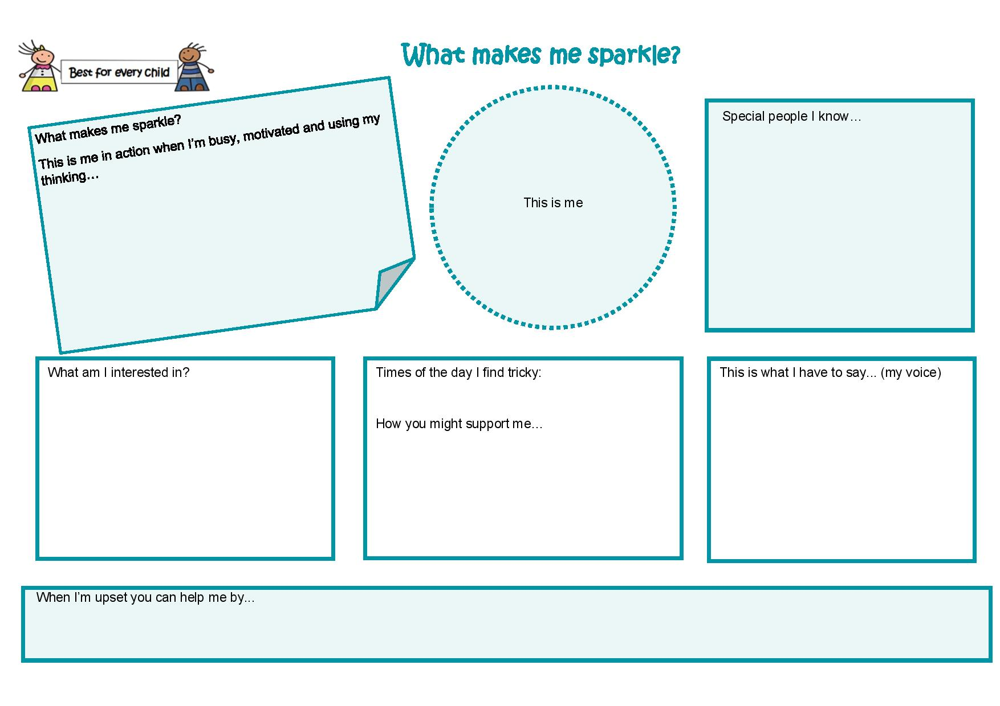 What makes me sparkle?
Best for every child
What makes me sparkle?
This is me in action when I'm busy, motivated and using my
thinking…
This is me
Special people I know…
What am I interested in?
Times of the day I find tricky:
How you might support me…
This is what I have to say... (my voice)
When I'm upset you can help me by...